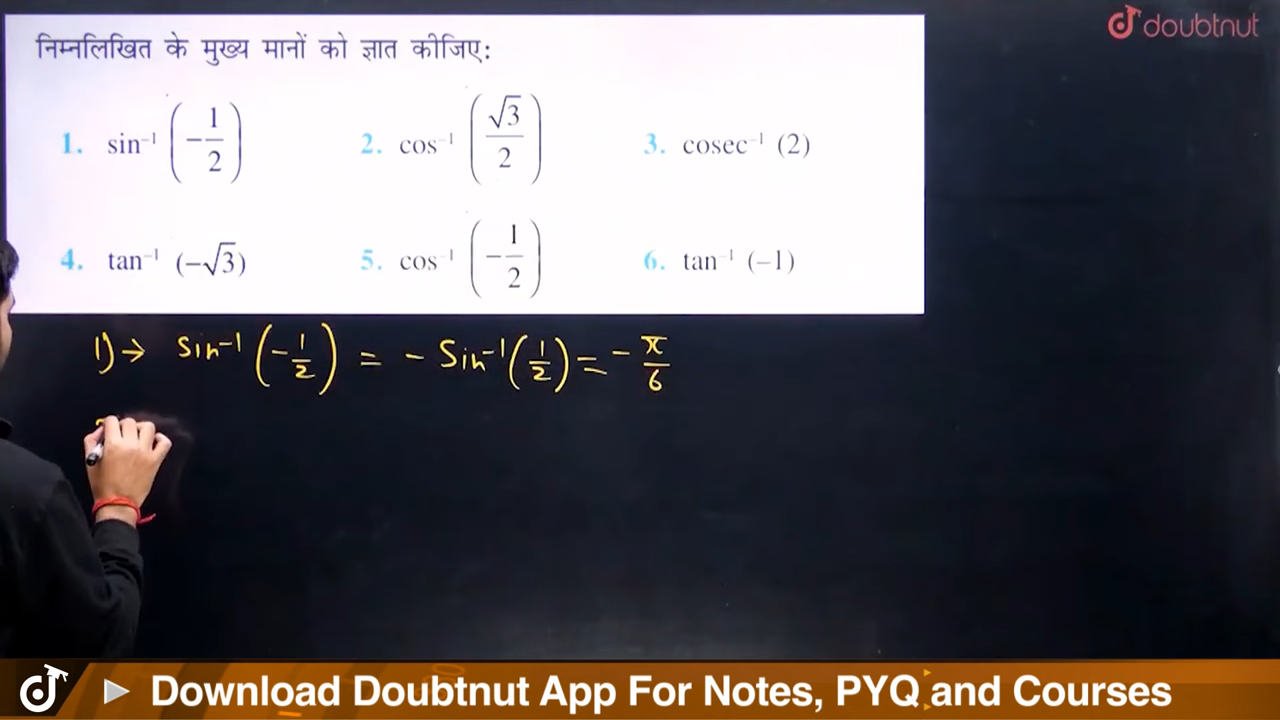 doubtnut
निम्नलिखित के मुख्य मानों को ज्ञात कीजिए:
1. sin⁻¹ (−1/2) 2. cos⁻¹ (√3/2) 3. cosec⁻¹ (2)
4. tan⁻¹ (−√3) 5. cos⁻¹ (−1/2) 6. tan⁻¹ (−1)
1) → sin⁻¹ (−1/2) = − sin⁻¹ (1/2) = − π/6
Download Doubtnut App For Notes, PYQ and Courses